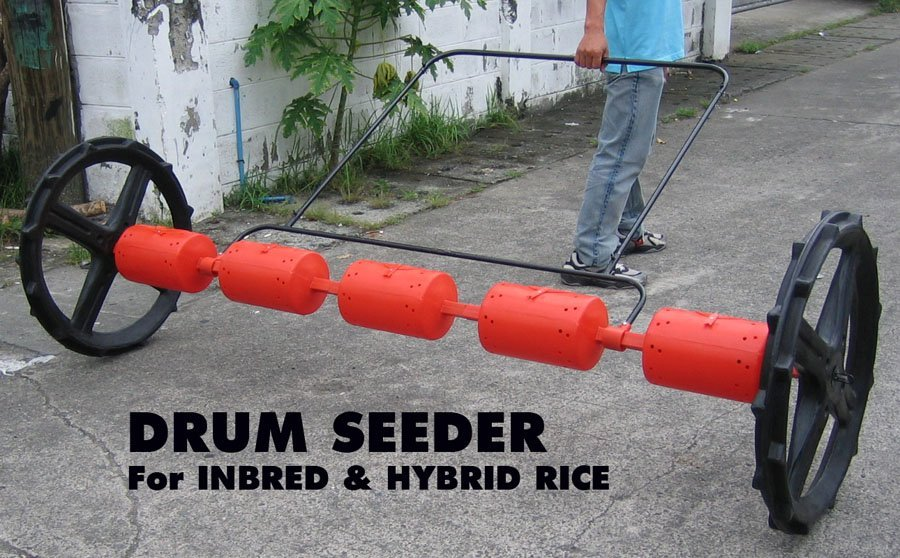 DRUM SEEDER
For INBRED & HYBRID RICE